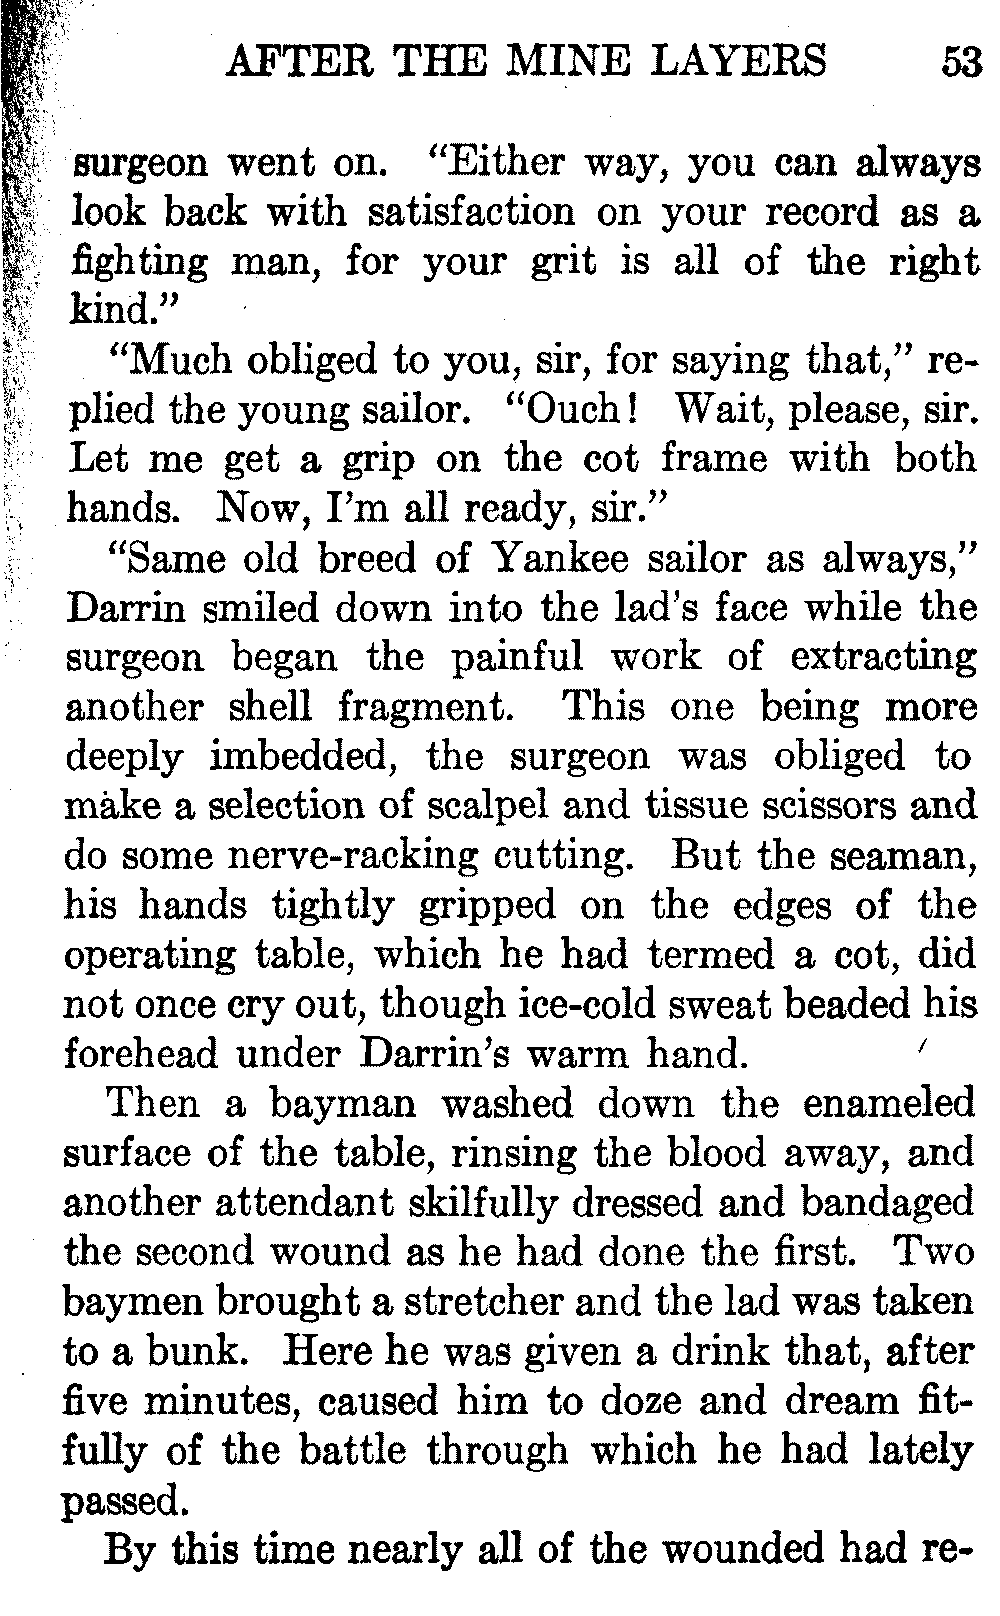 AFTER THE MINE LAYERS 53
surgeon went on. "Either way, you can always
look back with satisfaction on your record as a
fighting man, for your grit is all of the right
kind."
"Much obliged to you, sir, for saying that," re-
plied the young sailor. "Ouch! Wait, please, sir.
Let me get a grip on the cot frame with both
hands. Now, I'm all ready, sir."
"Same old breed of Yankee sailor as always,"
Darrin smiled down into the lad's face while the
surgeon began the painful work of extracting
another shell fragment. This one being more
deeply imbedded, the surgeon was obliged to
make a selection of scalpel and tissue scissors and
do some nerve-racking cutting. But the seaman,
his hands tightly gripped on the edges of the
operating table, which he had termed a cot, did
not once cry out, though ice-cold sweat beaded his
forehead under Darrin's warm hand.
Then a bayman washed down the enameled
surface of the table, rinsing the blood away, and
another attendant skilfully dressed and bandaged
the second wound as he had done the first. Two
baymen brought a stretcher and the lad was taken
to a bunk. Here he was given a drink that, after
five minutes, caused him to doze and dream fit-
fully of the battle through which he had lately
passed.
By this time nearly all of the wounded had re-